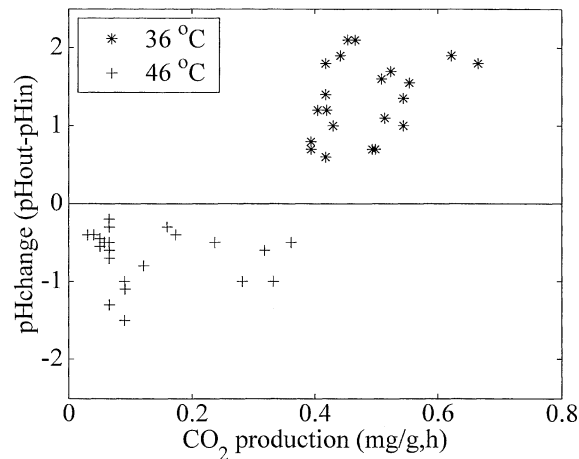 36 °C
46 °C
2
1
0
-1
-2
pHchange (pHout-pHin)
0 0.2 0.4 0.6 0.8
CO₂ production (mg/g,h)